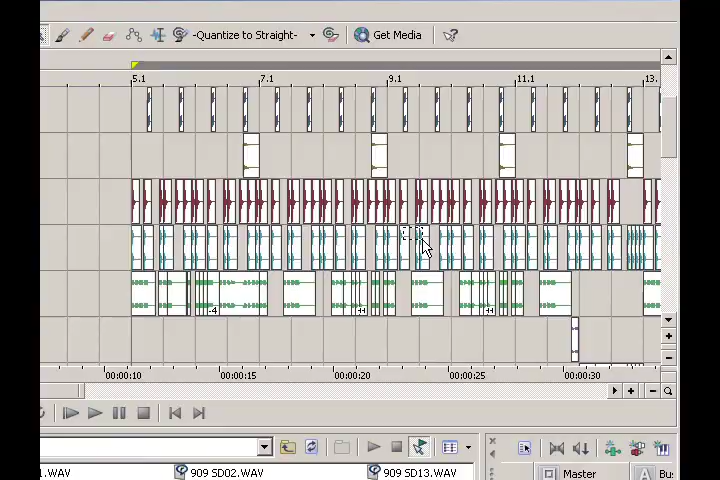 -Quantize to Straight-
Get Media
5.1 7.1 9.1 11.1 13.
-4
00:00:10 00:00:15 00:00:20 00:00:25 00:00:30
1.WAV 909 SD02.WAV 909 SD13.WAV
Master
A Bu